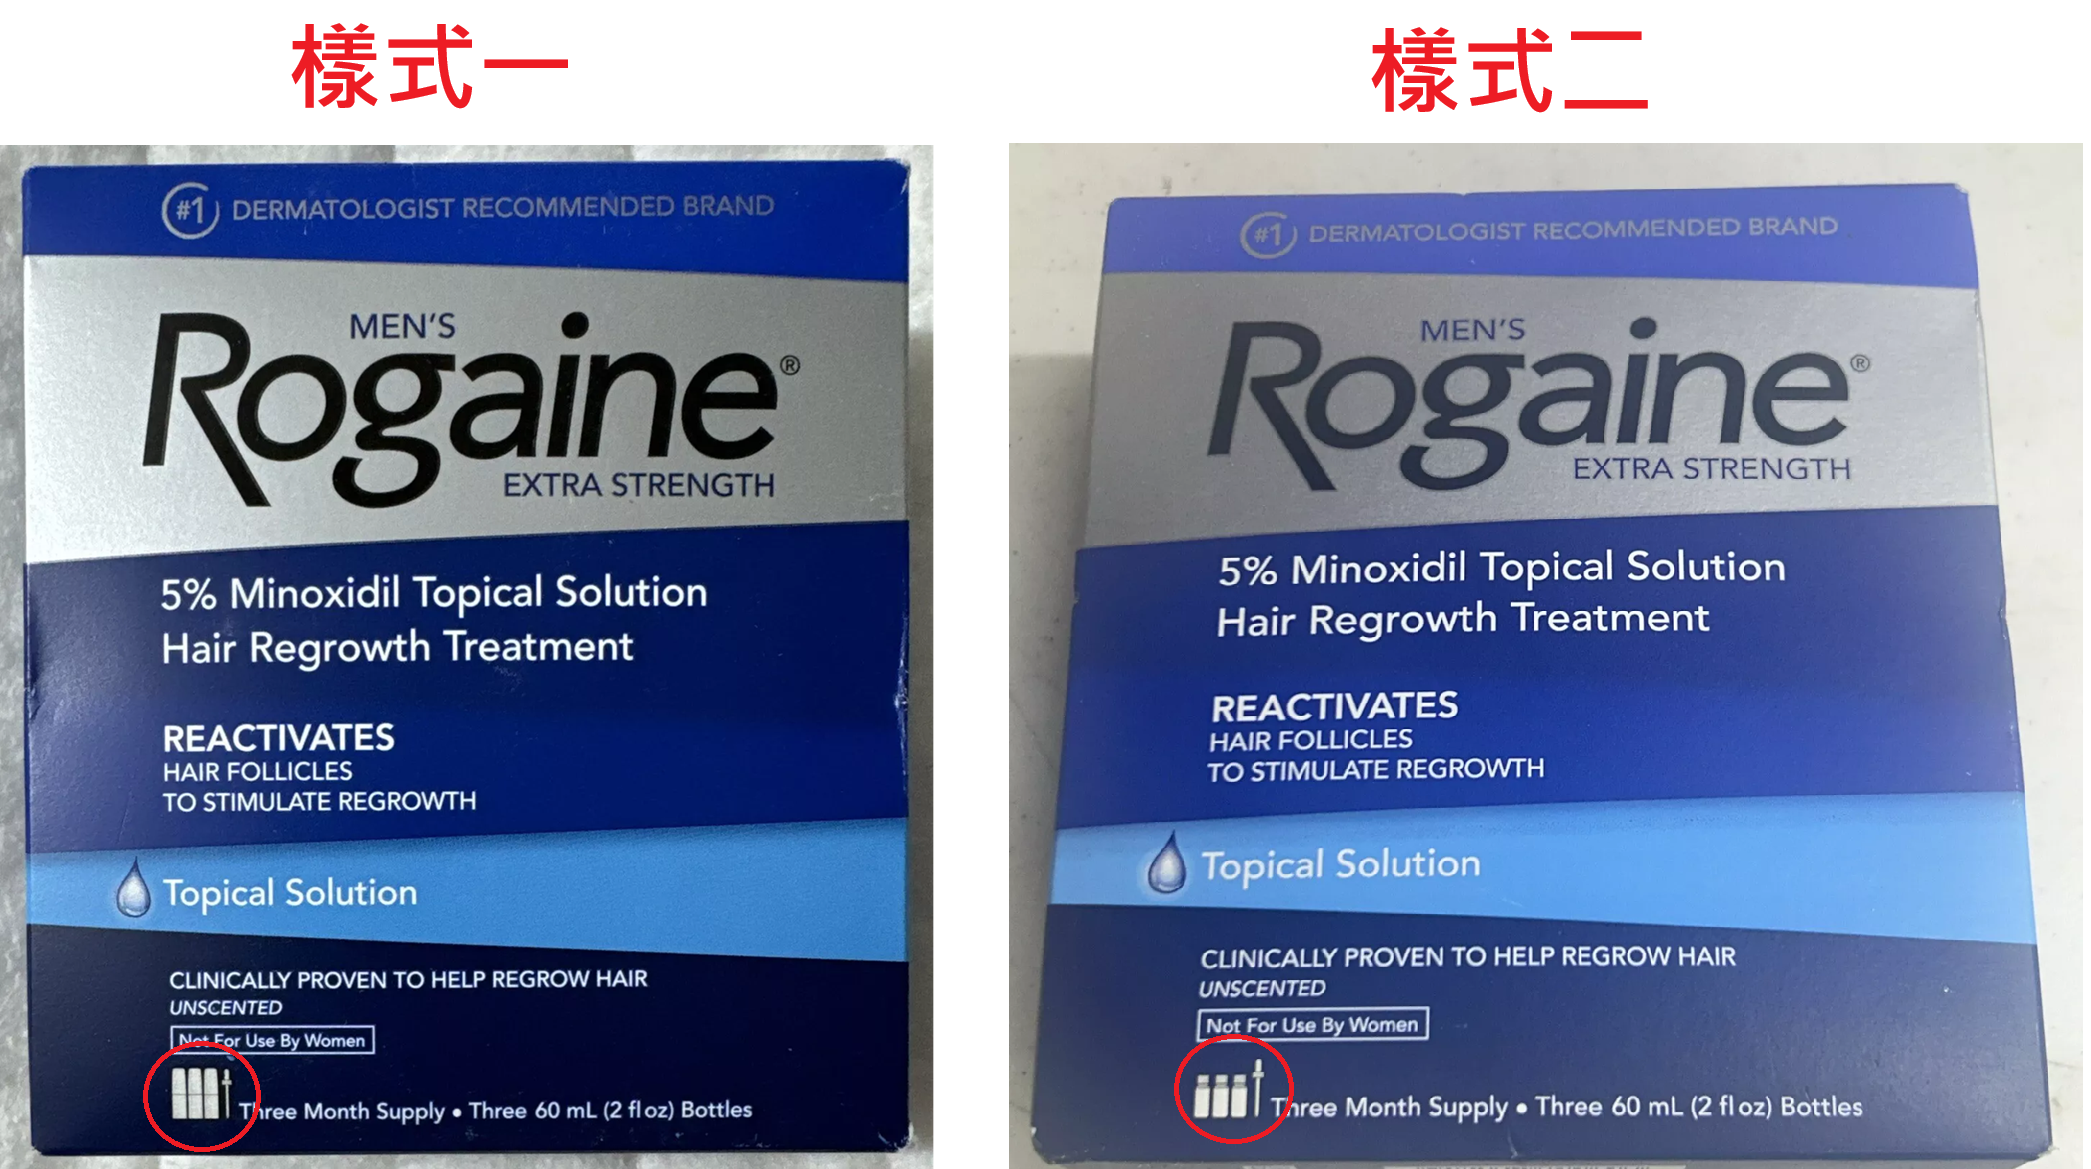 樣式一
#1 DERMATOLOGIST RECOMMENDED BRAND
MEN'S
Rogaine®
EXTRA STRENGTH
5% Minoxidil Topical Solution
Hair Regrowth Treatment
REACTIVATES
HAIR FOLLICLES
TO STIMULATE REGROWTH
Topical Solution
CLINICALLY PROVEN TO HELP REGROW HAIR
UNSCENTED
Not For Use By Women
Three Month Supply • Three 60 mL (2 fl oz) Bottles
樣式二
#1 DERMATOLOGIST RECOMMENDED BRAND
MEN'S
Rogaine®
EXTRA STRENGTH
5% Minoxidil Topical Solution
Hair Regrowth Treatment
REACTIVATES
HAIR FOLLICLES
TO STIMULATE REGROWTH
Topical Solution
CLINICALLY PROVEN TO HELP REGROW HAIR
UNSCENTED
Not For Use By Women
Three Month Supply • Three 60 mL (2 fl oz) Bottles